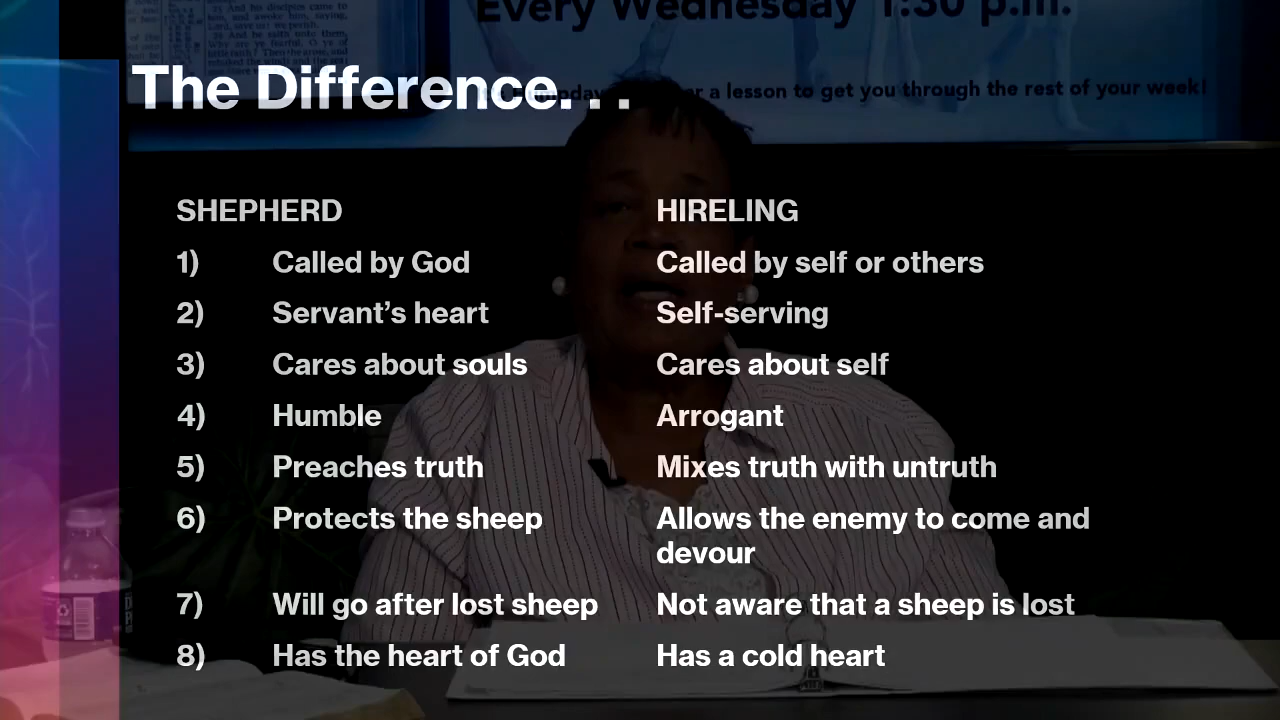 Every Wednesday 1:30 p.m.
a lesson to get you through the rest of your week!
The Difference. . .
SHEPHERD HIRELING
1) Called by God Called by self or others
2) Servant’s heart Self-serving
3) Cares about souls Cares about self
4) Humble Arrogant
5) Preaches truth Mixes truth with untruth
6) Protects the sheep Allows the enemy to come and
devour
7) Will go after lost sheep Not aware that a sheep is lost
8) Has the heart of God Has a cold heart